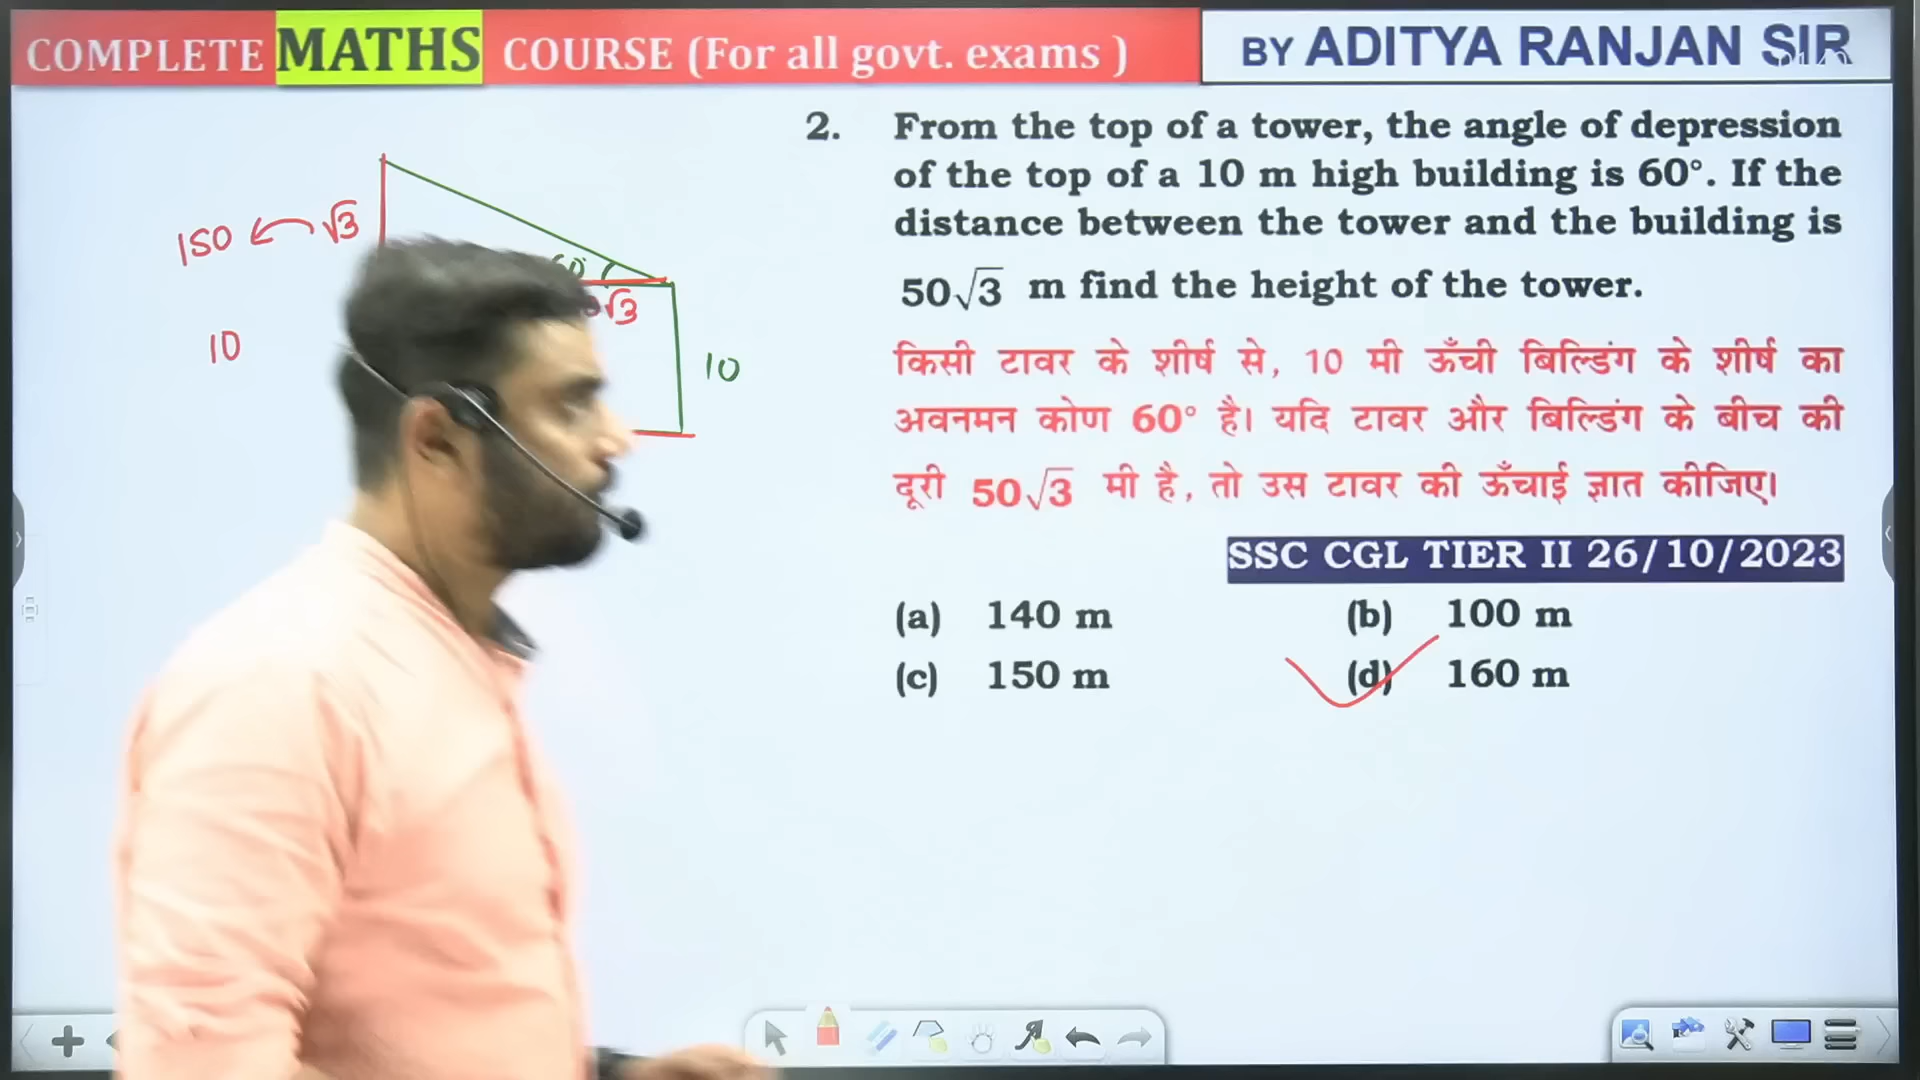 COMPLETE MATHS COURSE (For all govt. exams )
BY ADITYA RANJAN SIR
2. From the top of a tower, the angle of depression
of the top of a 10 m high building is 60°. If the
distance between the tower and the building is
50√3 m find the height of the tower.
किसी टावर के शीर्ष से, 10 मी ऊँची बिल्डिंग के शीर्ष का
अवनमन कोण 60° है। यदि टावर और बिल्डिंग के बीच की
दूरी 50√3 मी है, तो उस टावर की ऊँचाई ज्ञात कीजिए।
SSC CGL TIER II 26/10/2023
(a) 140 m (b) 100 m
(c) 150 m (d) 160 m
150 √3
√3
10
10